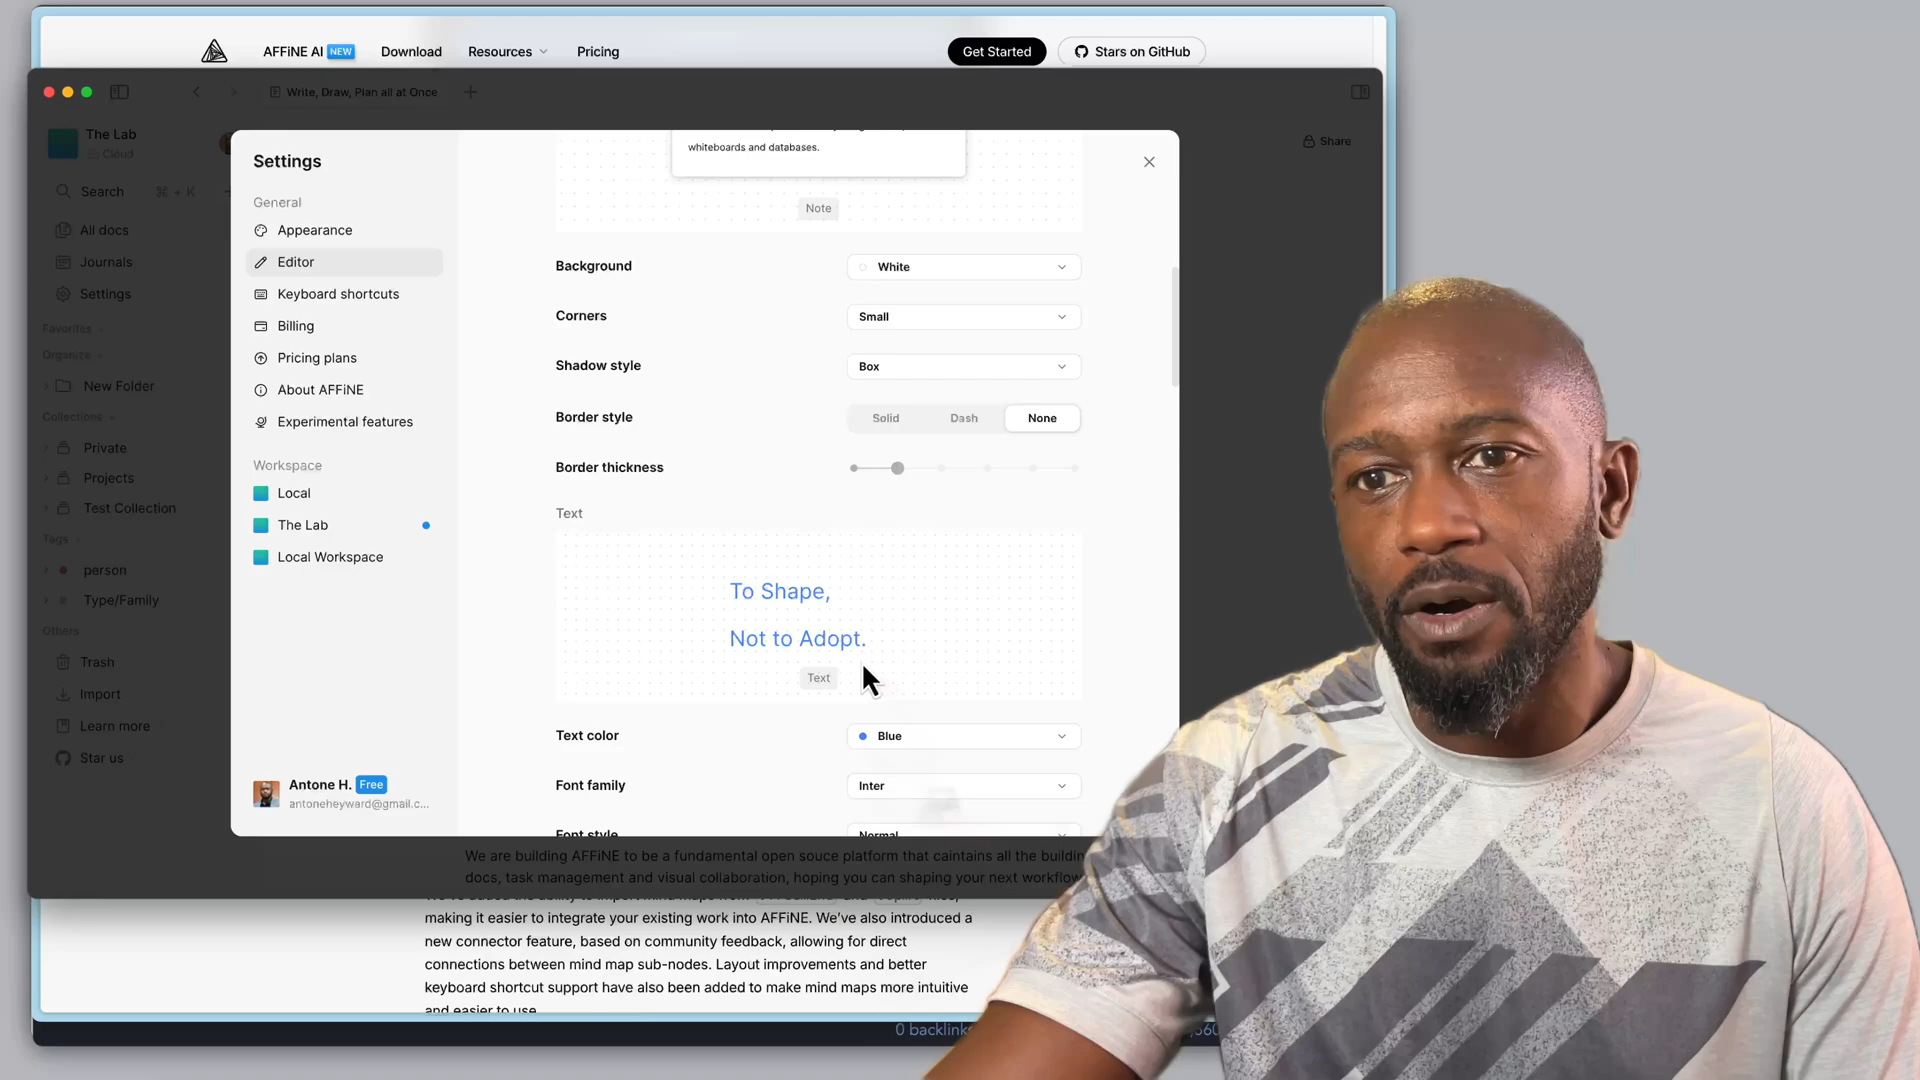 AFFiNE AI NEW Download Resources Pricing Get Started Stars on GitHub
Write, Draw, Plan all at Once
The Lab
Cloud
Share
Search ⌘ + K
All docs
Journals
Settings
Favorites
Organize
New Folder
Collections
Private
Projects
Test Collection
Tags
person
Type/Family
Others
Trash
Import
Learn more
Star us
Settings
General
Appearance
Editor
Keyboard shortcuts
Billing
Pricing plans
About AFFiNE
Experimental features
Workspace
Local
The Lab
Local Workspace
Antone H. Free
antoneheyward@gmail.c...
whiteboards and databases.
Note
Background White
Corners Small
Shadow style Box
Border style Solid Dash None
Border thickness
Text
To Shape,
Not to Adopt.
Text
Text color Blue
Font family Inter
Font style Normal
We are building AFFiNE to be a fundamental open souce platform that caintains all the buildin
docs, task management and visual collaboration, hoping you can shaping your next workflow
making it easier to integrate your existing work into AFFiNE. We've also introduced a
new connector feature, based on community feedback, allowing for direct
connections between mind map sub-nodes. Layout improvements and better
keyboard shortcut support have also been added to make mind maps more intuitive
and easier to use.
0 backlinks